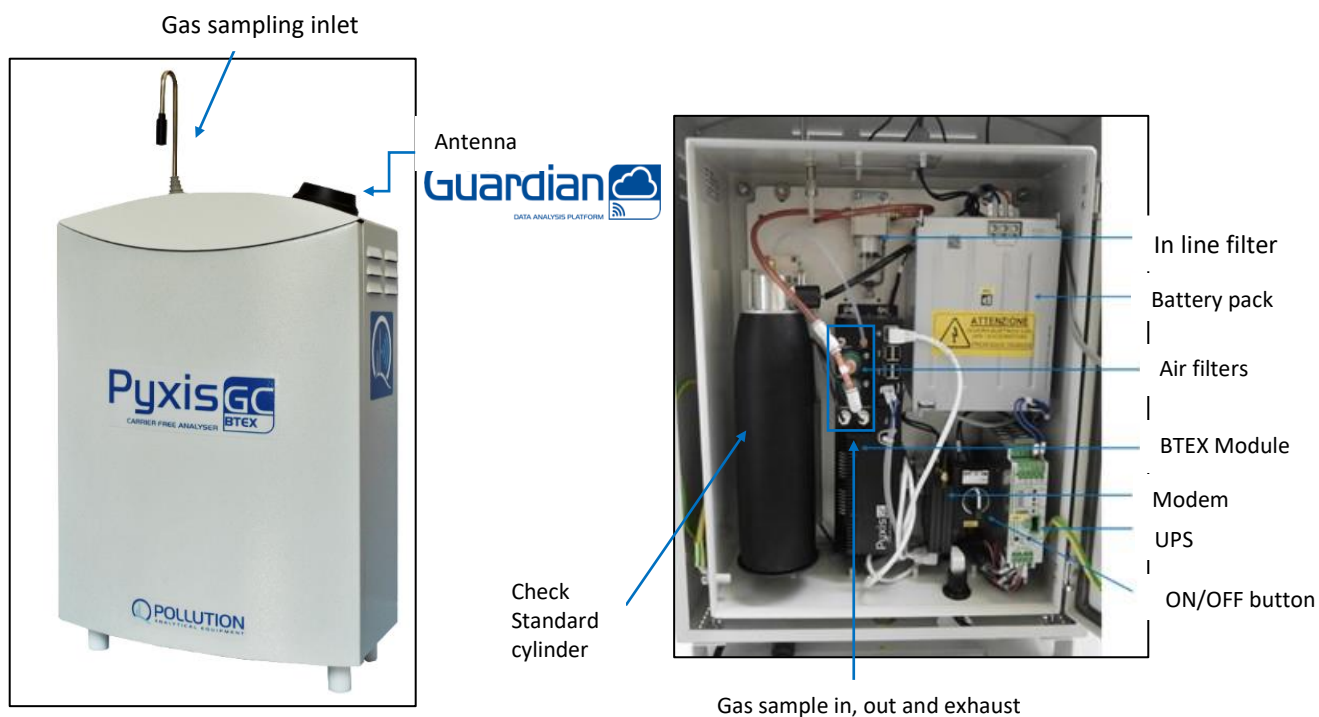 Gas sampling inlet
Antenna
Guardian
DATA ANALYSIS PLATFORM
Pyxis GC
BTEX
CARRIER FREE ANALYSER
POLLUTION
ANALYTICAL EQUIPMENT
In line filter
Battery pack
ATTENZIONE
Air filters
BTEX Module
Modem
UPS
ON/OFF button
Pyxis GC
Check
Standard
cylinder
Gas sample in, out and exhaust